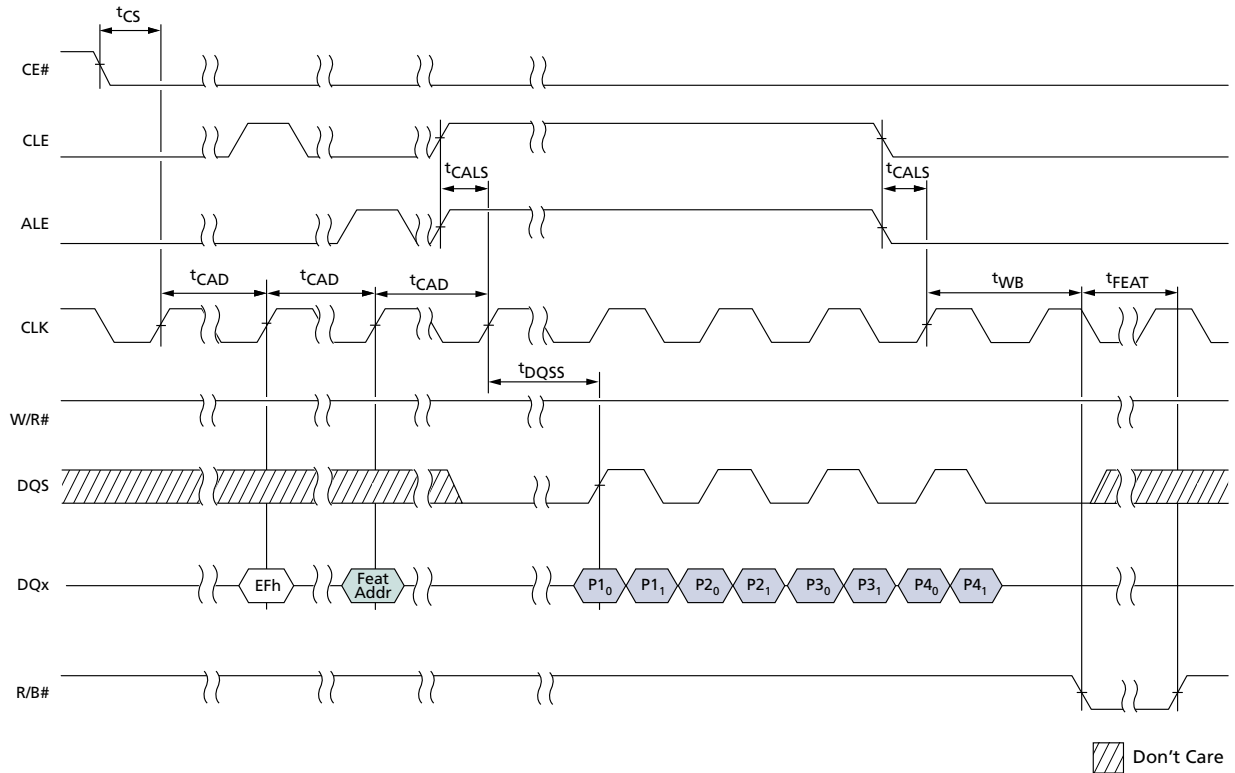 tCS
CE#
CLE
tCALS
tCALS
ALE
tCAD
tCAD
tCAD
tWB
tFEAT
CLK
tDQSS
W/R#
DQS
DQx
EFh
Feat
Addr
P1₀
P1₁
P2₀
P2₁
P3₀
P3₁
P4₀
P4₁
R/B#
Don't Care